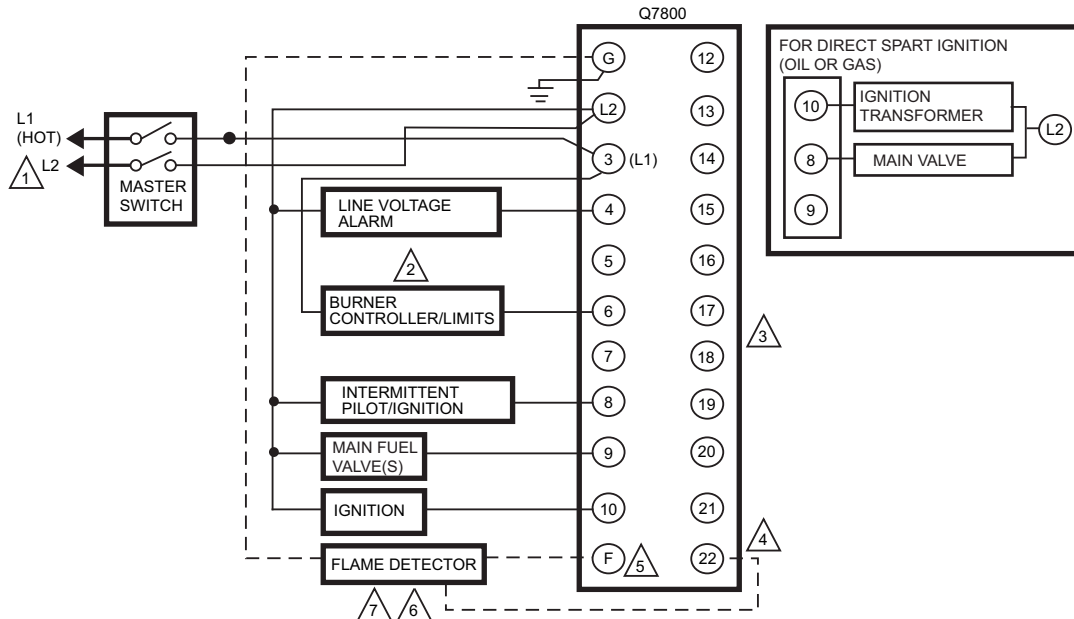 Q7800
G
12
L2
13
3
(L1)
14
4
15
5
16
6
17
7
18
8
19
9
20
10
21
F
22
L1
(HOT)
L2
1
MASTER
SWITCH
LINE VOLTAGE
ALARM
2
BURNER
CONTROLLER/LIMITS
3
INTERMITTENT
PILOT/IGNITION
MAIN FUEL
VALVE(S)
IGNITION
4
FLAME DETECTOR
5
7
6
FOR DIRECT SPART IGNITION
(OIL OR GAS)
10
IGNITION
TRANSFORMER
L2
8
MAIN VALVE
9